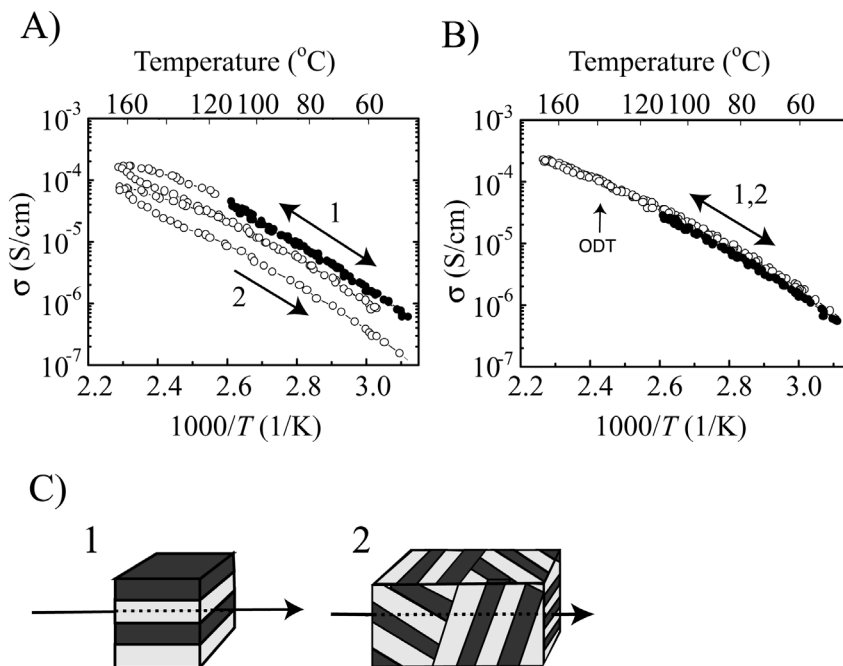 A)
Temperature (°C)
160 120 100 80 60
10⁻³
10⁻⁴
10⁻⁵
10⁻⁶
10⁻⁷
σ (S/cm)
1
2
2.2 2.4 2.6 2.8 3.0
1000/T (1/K)
B)
Temperature (°C)
160 140 120 100 80 60
10⁻³
10⁻⁴
10⁻⁵
10⁻⁶
10⁻⁷
σ (S/cm)
1,2
ODT
2.2 2.4 2.6 2.8 3.0
1000/T (1/K)
C)
1
2